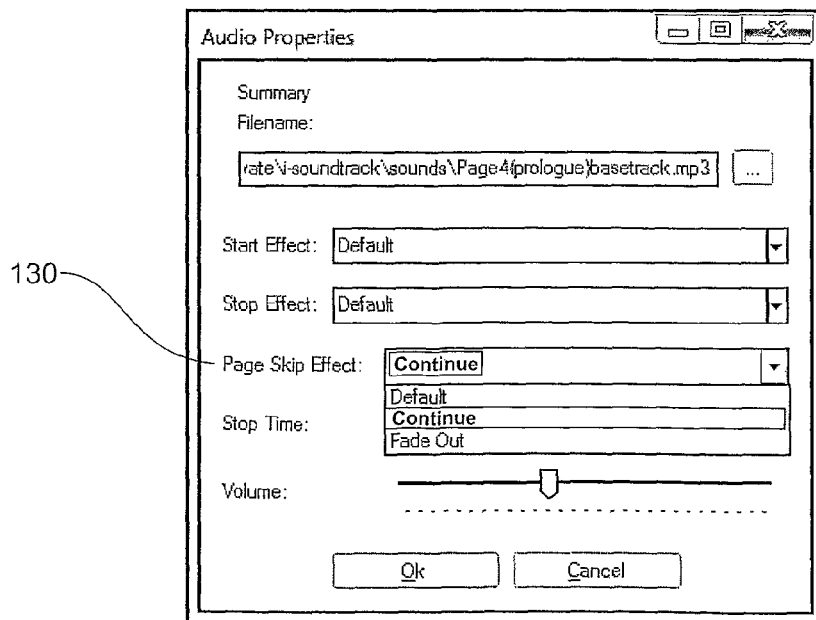 Audio Properties
Summary
Filename:
rate\i-soundtrack\sounds\Page4(prologue)basetrack.mp3 ...
Start Effect: Default
Stop Effect: Default
130
Page Skip Effect: Continue
Default
Stop Time: Continue
Fade Out
Volume:
Ok Cancel